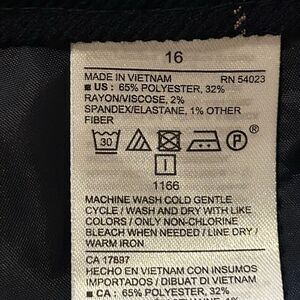 16
MADE IN VIETNAM RN 54023
■ US : 65% POLYESTER, 32%
RAYON/VISCOSE, 2%
SPANDEX/ELASTANE, 1% OTHER
FIBER
30 P ®
I
1166
MACHINE WASH COLD GENTLE
CYCLE / WASH AND DRY WITH LIKE
COLORS / ONLY NON-CHLORINE
BLEACH WHEN NEEDED / LINE DRY /
WARM IRON
CA 17897
HECHO EN VIETNAM CON INSUMOS
IMPORTADOS / DIBUAT DI VIETNAM
■ CA : 65% POLYESTER, 32%